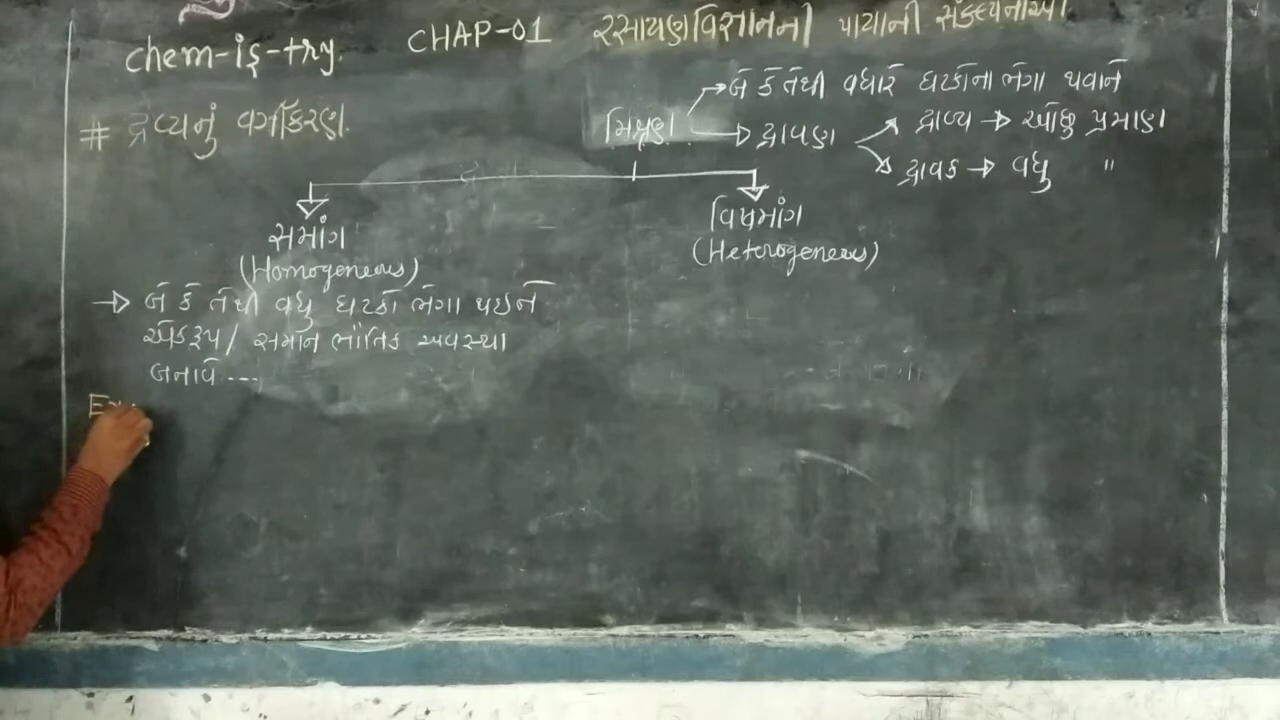 chem-is-try. CHAP-01 રસાયણવિજ્ઞાનની પાયાની સંકલ્પનાઓ
# દ્રવ્યનું વર્ગીકરણ.
મિશ્રણ → બે કે તેથી વધારે ઘટકોના ભેગા થવાને
→ દ્રાવણ → દ્રાવ્ય → ઓછુ પ્રમાણ
→ દ્રાવક → વધુ "
સમાંગ
(Homogeneous)
વિષમાંગ
(Heterogeneous)
→ બે કે તેથી વધુ ઘટકો ભેગા થઇને
એકરૂપ / સમાન ભૌતિક અવસ્થા
બનાવે ----